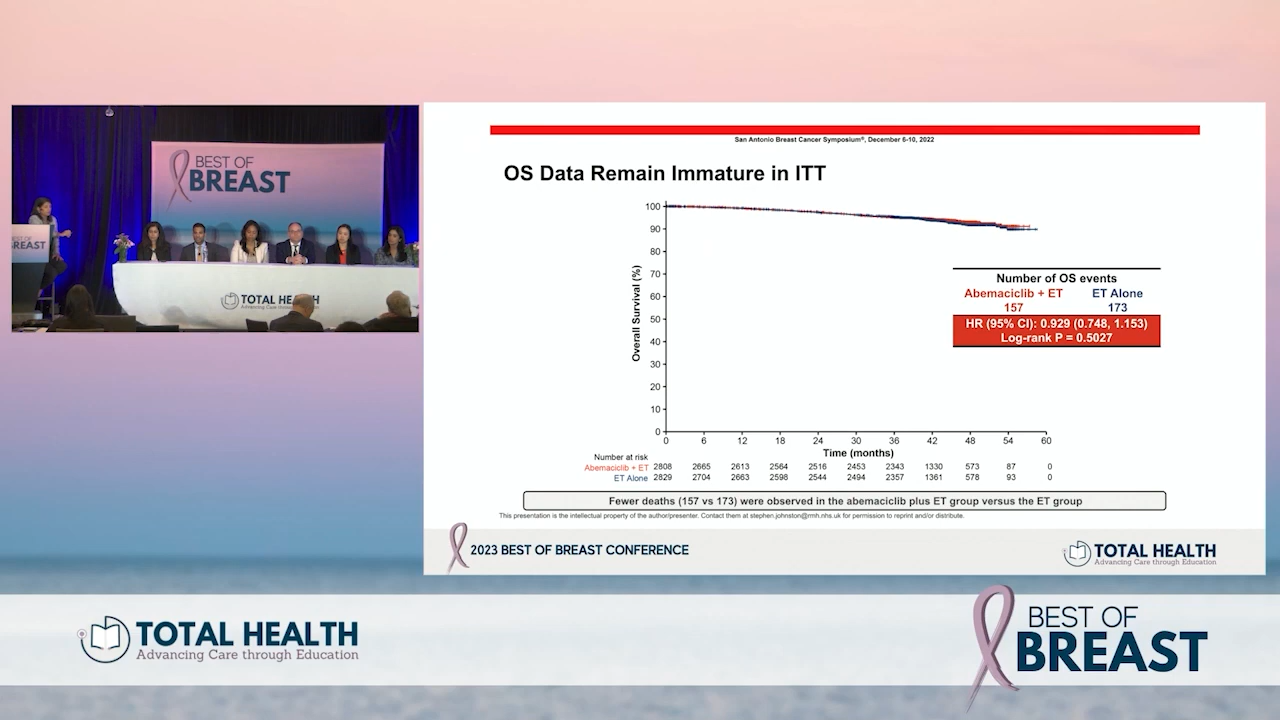 BEST OF
BREAST
BREAST
TOTAL HEALTH
Advancing Care through Education
San Antonio Breast Cancer Symposium®, December 6-10, 2022
OS Data Remain Immature in ITT
Overall Survival (%)
100
90
80
70
60
50
40
30
20
10
0
0 6 12 18 24 30 36 42 48 54 60
Time (months)
Number of OS events
Abemaciclib + ET ET Alone
157 173
HR (95% CI): 0.929 (0.748, 1.153)
Log-rank P = 0.5027
Number at risk
Abemaciclib + ET 2808 2665 2613 2564 2516 2453 2343 1330 573 87 0
ET Alone 2829 2704 2663 2598 2544 2494 2357 1361 578 93 0
Fewer deaths (157 vs 173) were observed in the abemaciclib plus ET group versus the ET group
This presentation is the intellectual property of the author/presenter. Contact them at stephen.johnston@rmh.nhs.uk for permission to reprint and/or distribute.
2023 BEST OF BREAST CONFERENCE
TOTAL HEALTH
Advancing Care through Education
TOTAL HEALTH
Advancing Care through Education
BEST OF
BREAST